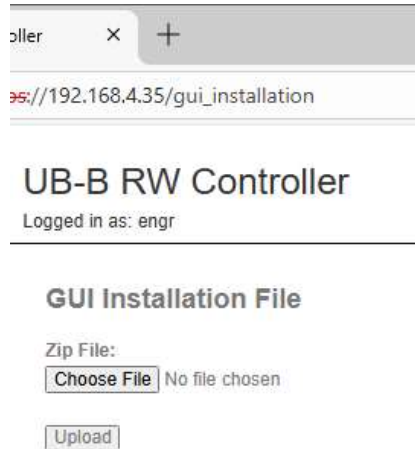 oller × +
ps://192.168.4.35/gui_installation
UB-B RW Controller
Logged in as: engr
GUI Installation File
Zip File:
Choose File No file chosen
Upload